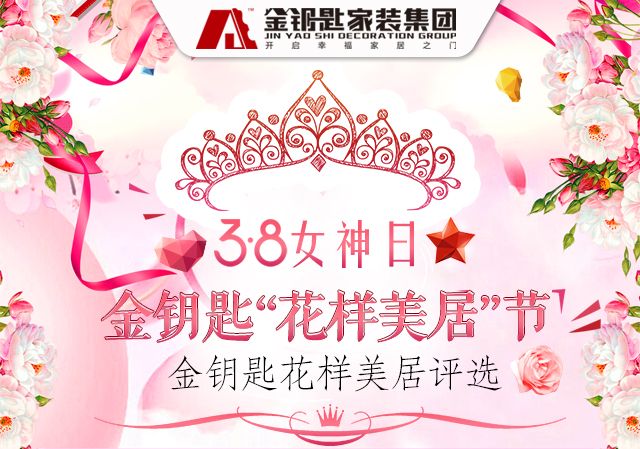 金钥匙家装集团
JIN YAO SHI DECORATION GROUP
开启幸福家居之门
3·8女神日
金钥匙“花样美居”节
金钥匙花样美居评选